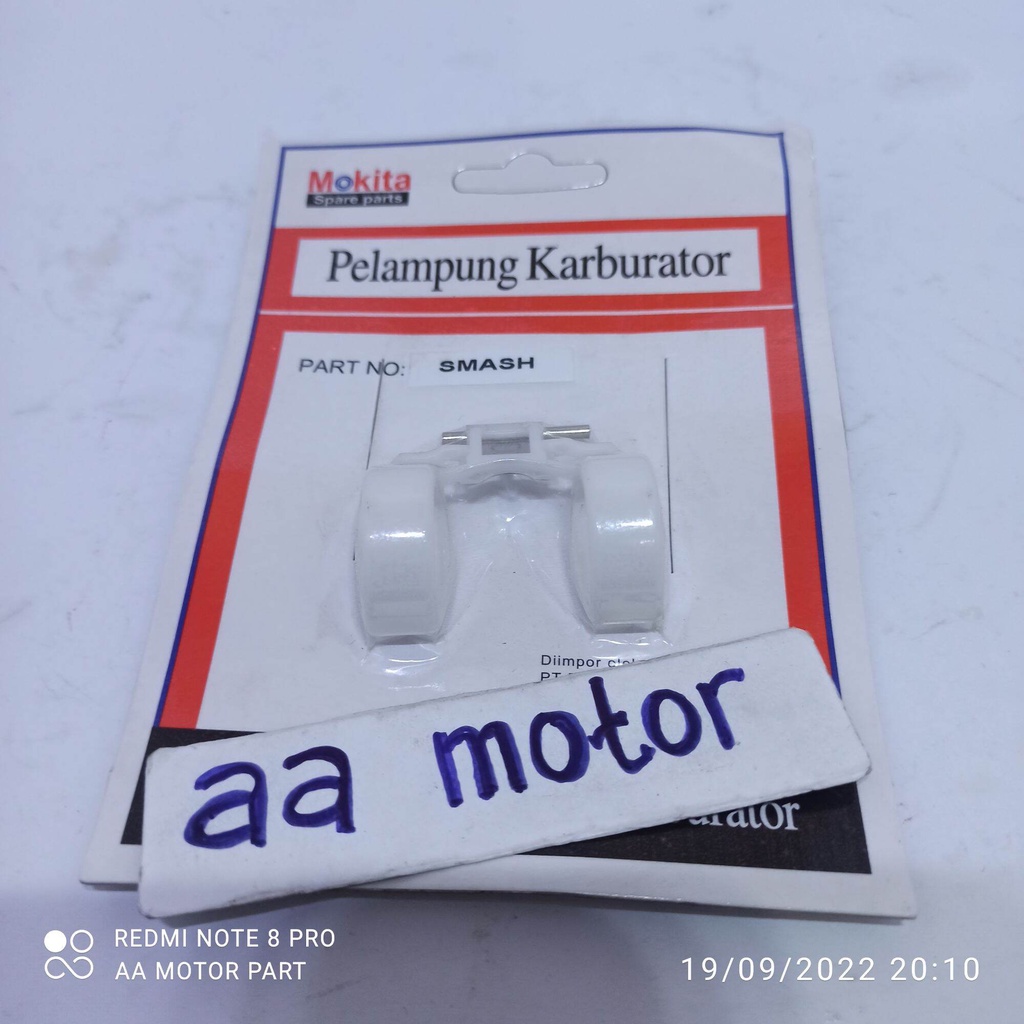 Mokita
Spare parts
Pelampung Karburator
PART NO: SMASH
Diimpor
PT
aa motor
REDMI NOTE 8 PRO
AA MOTOR PART
19/09/2022 20:10